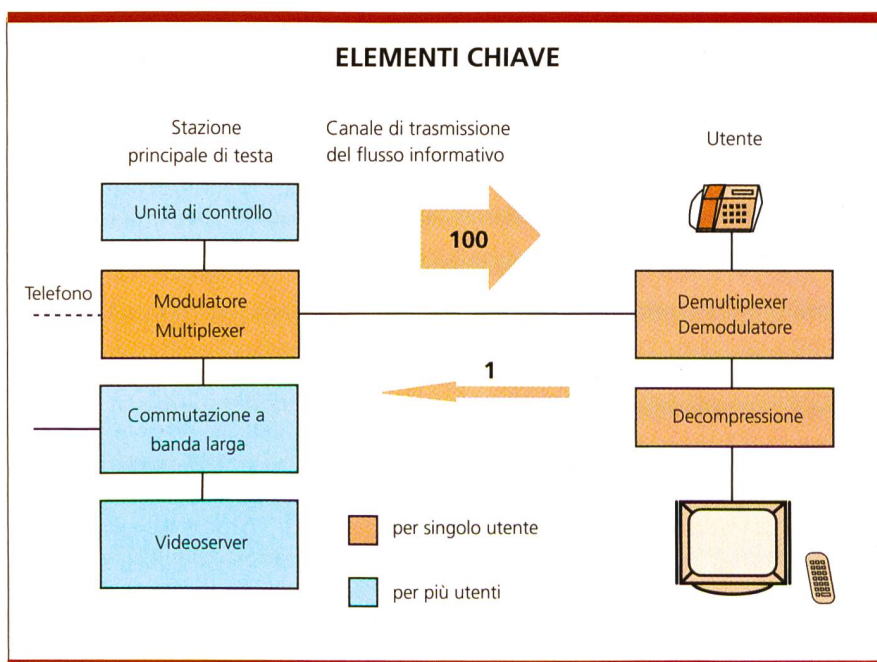 ELEMENTI CHIAVE
Stazione
principale di testa
Canale di trasmissione
del flusso informativo
Utente
Unità di controllo
100
Telefono
Modulatore
Multiplexer
Demultiplexer
Demodulatore
1
Commutazione a
banda larga
Decompressione
Videoserver
per singolo utente
per più utenti